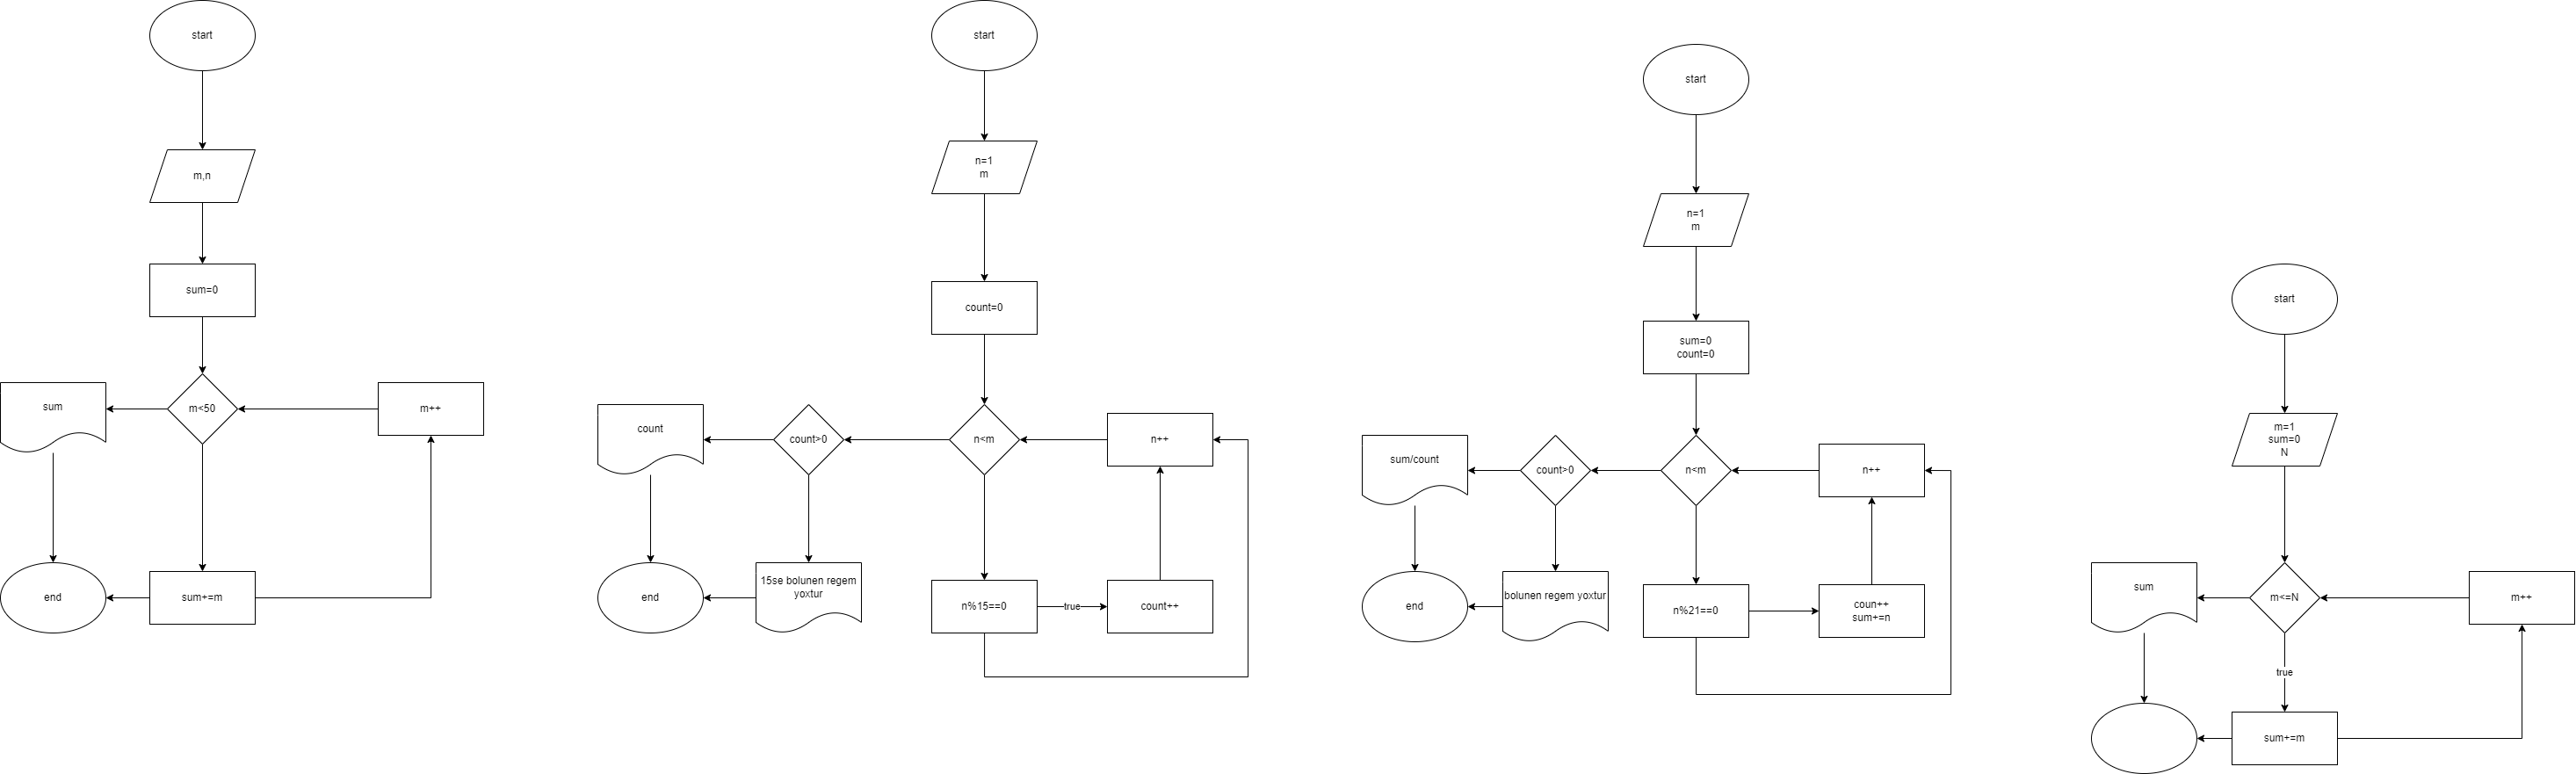 start
m,n
sum=0
m<50
sum
m++
end
sum+=m
start
n=1
m
count=0
n<m
count>0
count
n++
n%15==0
true
count++
15se bolunen regem
yoxtur
end
start
n=1
m
sum=0
count=0
n<m
count>0
sum/count
n++
n%21==0
coun++
sum+=n
bolunen regem yoxtur
end
start
m=1
sum=0
N
m<=N
sum
m++
true
sum+=m